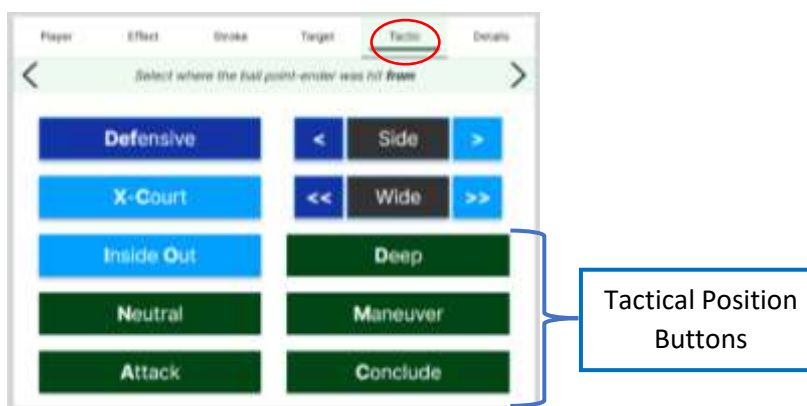 Player Effect Stroke Target Tactic Details
< Select where the ball point-ender was hit from >
Defensive < Side >
X-Court << Wide >>
Inside Out Deep
Neutral Maneuver
Attack Conclude
Tactical Position
Buttons